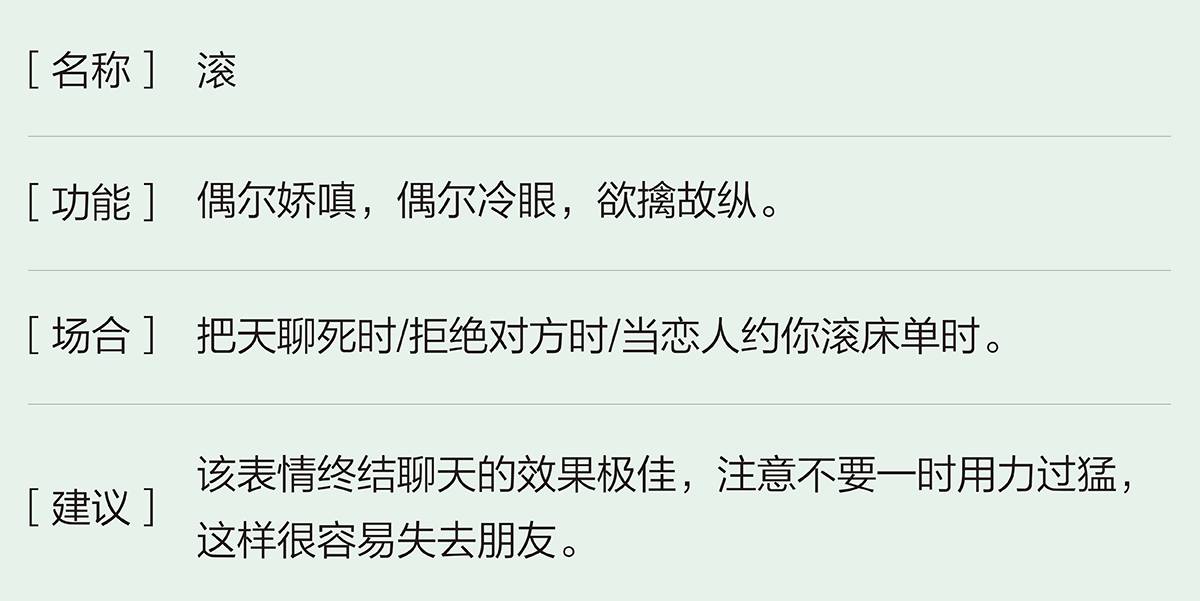 [ 名称 ] 滚
[ 功能 ] 偶尔娇嗔，偶尔冷眼，欲擒故纵。
[ 场合 ] 把天聊死时/拒绝对方时/当恋人约你滚床单时。
[ 建议 ] 该表情终结聊天的效果极佳，注意不要一时用力过猛，
这样很容易失去朋友。